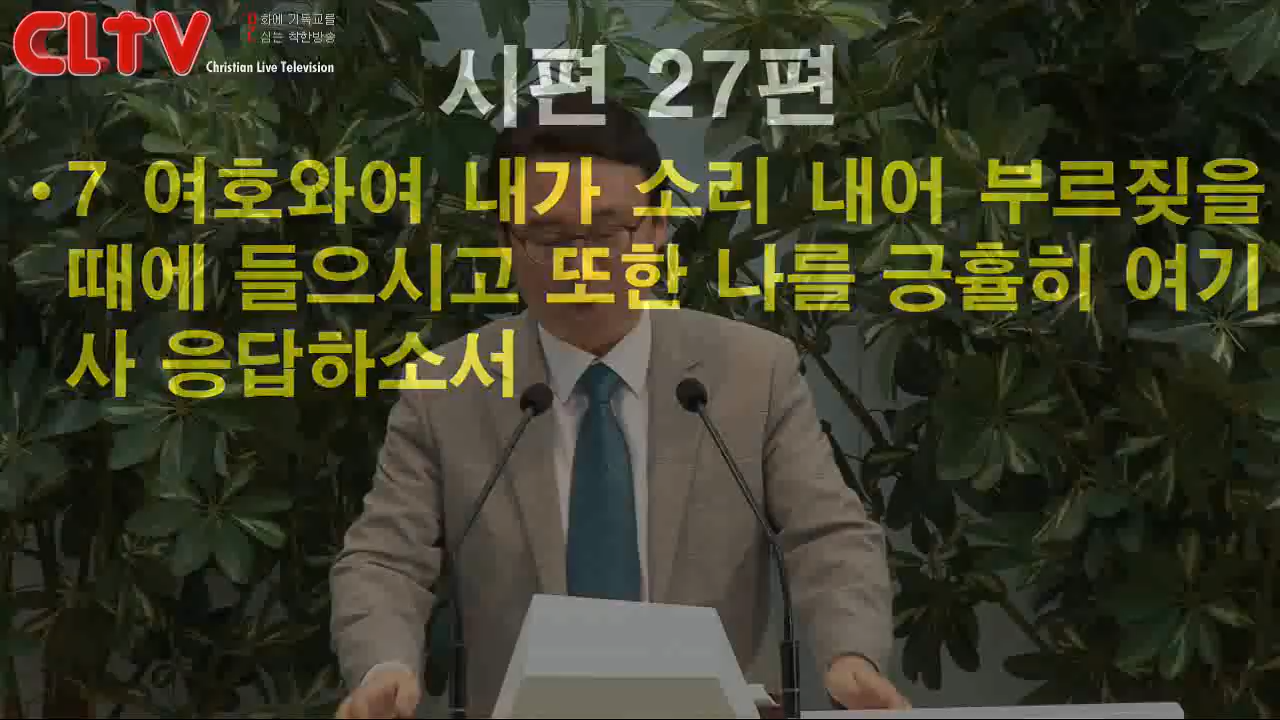 CLTV
화에 기독교를
심는 착한방송
Christian Live Television
시편 27편
•7 여호와여 내가 소리 내어 부르짖을
때에 들으시고 또한 나를 긍휼히 여기
사 응답하소서